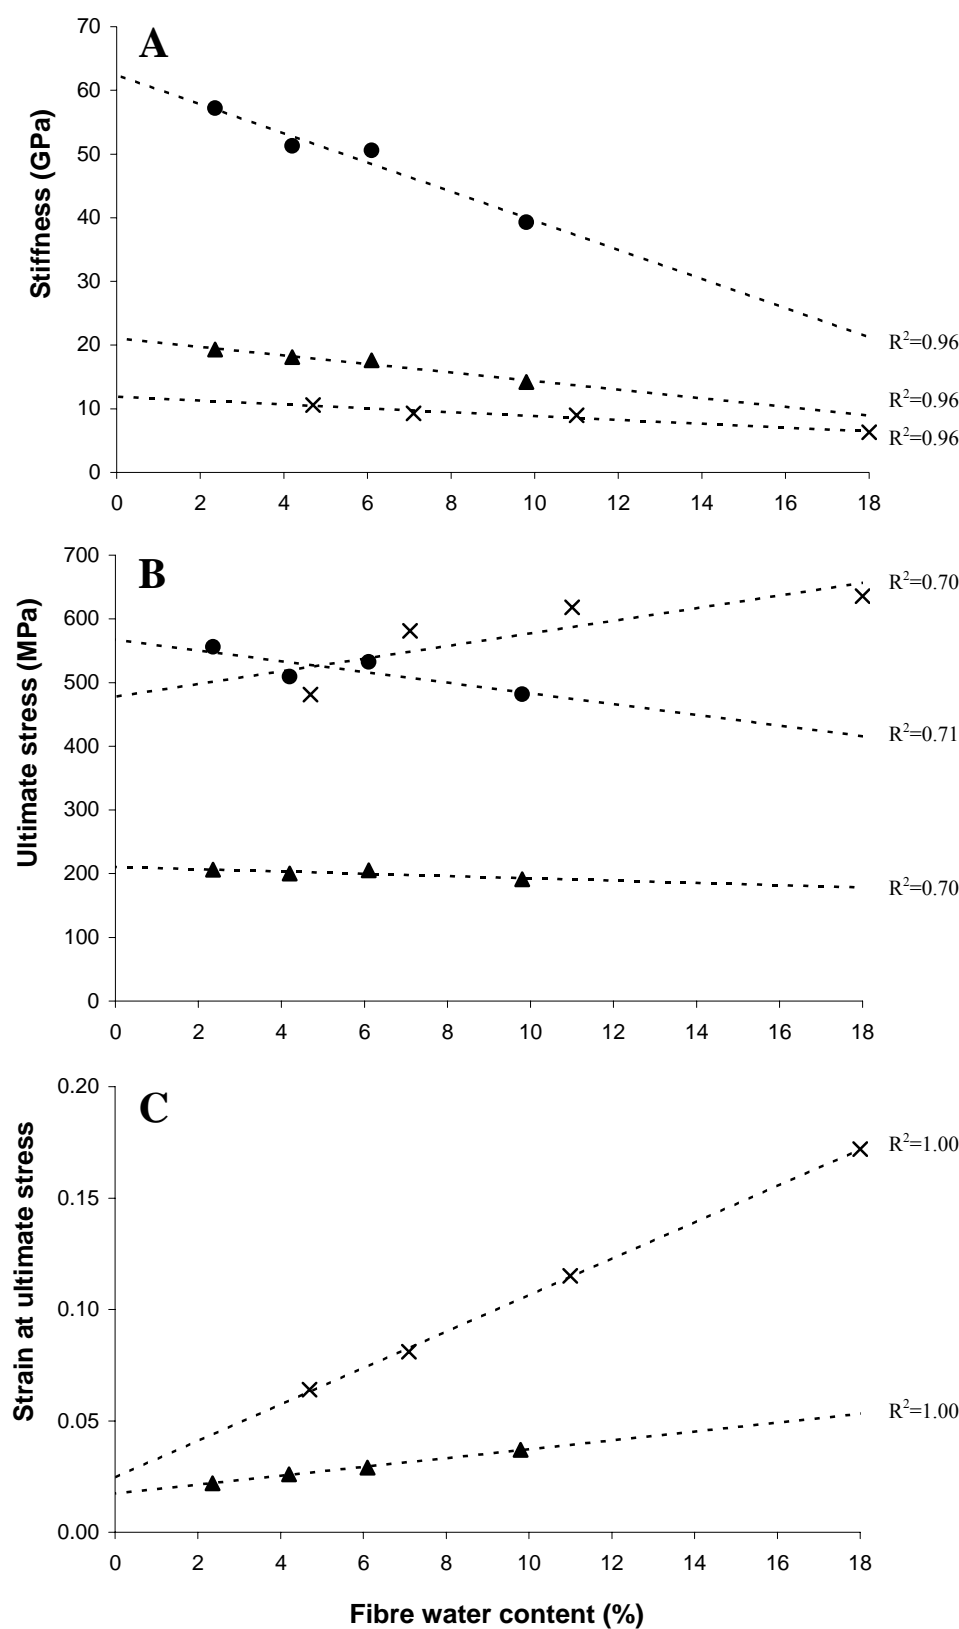 A
Stiffness (GPa)
70
60
50
40
30
20
10
0
R²=0.96
R²=0.96
R²=0.96
0 2 4 6 8 10 12 14 16 18
B
Ultimate stress (MPa)
700
600
500
400
300
200
100
0
R²=0.70
R²=0.71
R²=0.70
0 2 4 6 8 10 12 14 16 18
C
Strain at ultimate stress
0.20
0.15
0.10
0.05
0.00
R²=1.00
R²=1.00
0 2 4 6 8 10 12 14 16 18
Fibre water content (%)